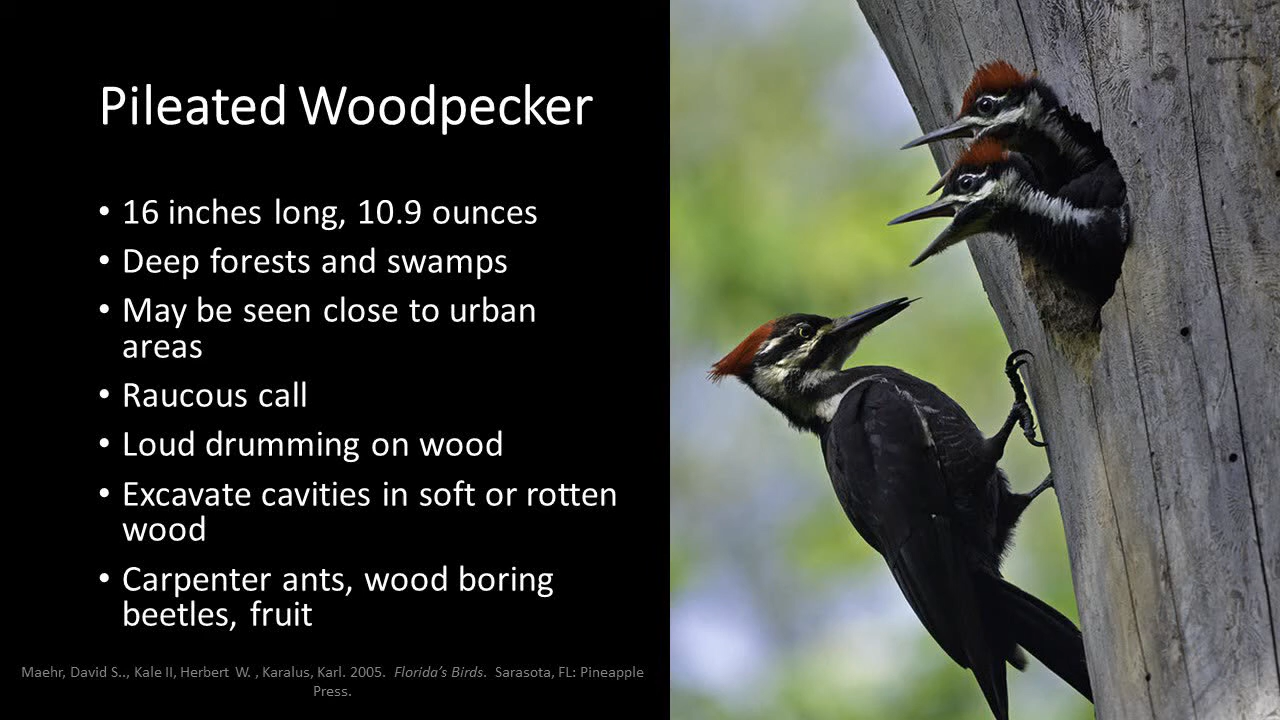 Pileated Woodpecker
• 16 inches long, 10.9 ounces
• Deep forests and swamps
• May be seen close to urban
areas
• Raucous call
• Loud drumming on wood
• Excavate cavities in soft or rotten
wood
• Carpenter ants, wood boring
beetles, fruit
Maehr, David S.., Kale II, Herbert W. , Karalus, Karl. 2005. Florida's Birds. Sarasota, FL: Pineapple
Press.